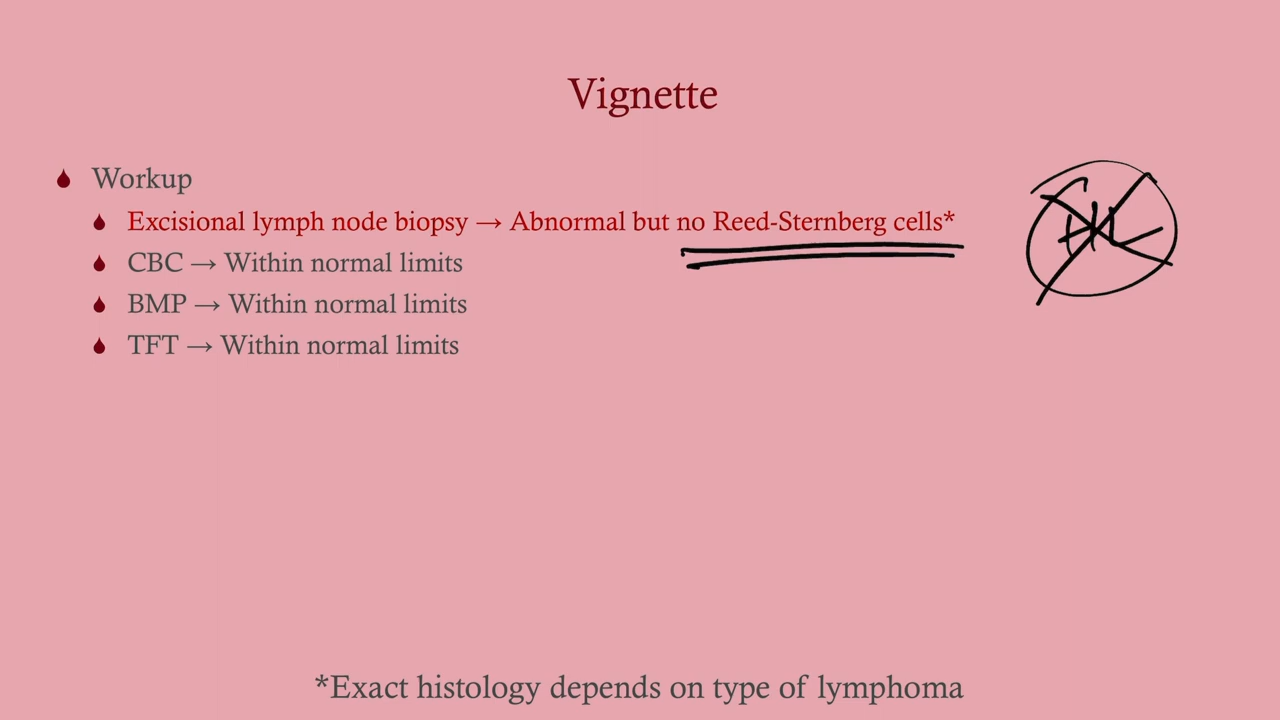 Vignette
Workup
Excisional lymph node biopsy → Abnormal but no Reed-Sternberg cells*
CBC → Within normal limits
BMP → Within normal limits
TFT → Within normal limits
*Exact histology depends on type of lymphoma